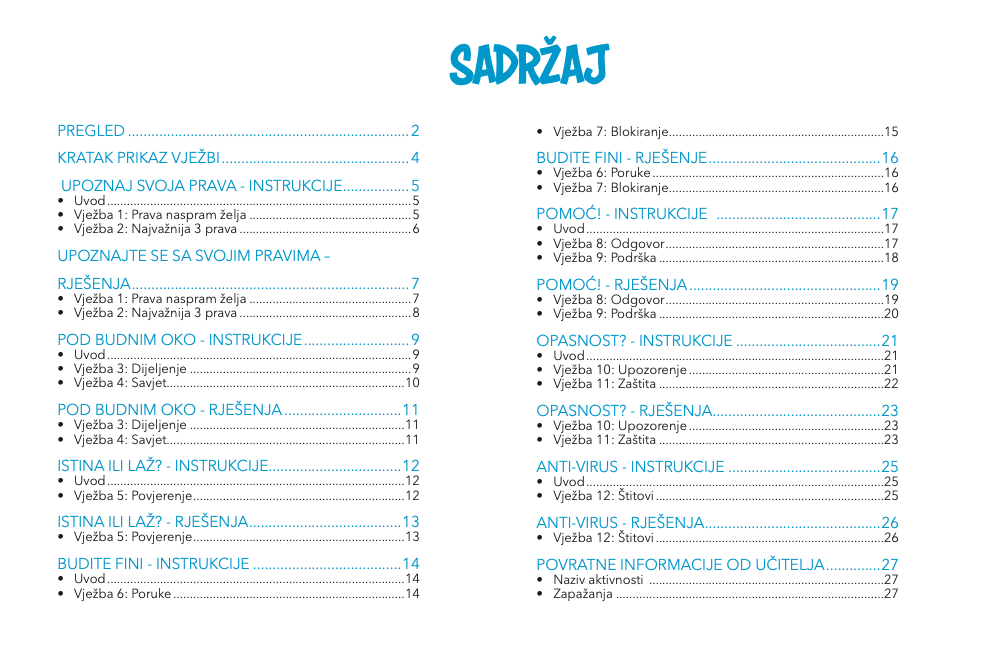 SADRŽAJ
PREGLED ........................................................................ 2
KRATAK PRIKAZ VJEŽBI ................................................ 4
UPOZNAJ SVOJA PRAVA - INSTRUKCIJE................. 5
• Uvod ........................................................................ 5
• Vježba 1: Prava naspram želja ................................ 5
• Vježba 2: Najvažnija 3 prava ................................ 6
UPOZNAJTE SE SA SVOJIM PRAVIMA –
RJEŠENJA ........................................................................ 7
• Vježba 1: Prava naspram želja ................................ 7
• Vježba 2: Najvažnija 3 prava ................................ 8
POD BUDNIM OKO - INSTRUKCIJE ........................... 9
• Uvod ........................................................................ 9
• Vježba 3: Dijeljenje ................................................ 9
• Vježba 4: Savjet ................................................ 10
POD BUDNIM OKO - RJEŠENJA .............................. 11
• Vježba 3: Dijeljenje ................................................ 11
• Vježba 4: Savjet ................................................ 11
ISTINA ILI LAŽ? - INSTRUKCIJE .................................. 12
• Uvod ........................................................................ 12
• Vježba 5: Povjerenje ................................................ 12
ISTINA ILI LAŽ? - RJEŠENJA ....................................... 13
• Vježba 5: Povjerenje ................................................ 13
BUDITE FINI - INSTRUKCIJE ...................................... 14
• Uvod ........................................................................ 14
• Vježba 6: Poruke ................................................ 14
• Vježba 7: Blokiranje ................................................ 15
BUDITE FINI - RJEŠENJE ............................................ 16
• Vježba 6: Poruke ................................................ 16
• Vježba 7: Blokiranje ................................................ 16
POMOĆ! - INSTRUKCIJE .......................................... 17
• Uvod ........................................................................ 17
• Vježba 8: Odgovor ................................................ 17
• Vježba 9: Podrška ................................................ 18
POMOĆ! - RJEŠENJA ................................................. 19
• Vježba 8: Odgovor ................................................ 19
• Vježba 9: Podrška ................................................ 20
OPASNOST? - INSTRUKCIJE ..................................... 21
• Uvod ........................................................................ 21
• Vježba 10: Upozorenje ........................................ 21
• Vježba 11: Zaštita ................................................ 22
OPASNOST? - RJEŠENJA ........................................... 23
• Vježba 10: Upozorenje ........................................ 23
• Vježba 11: Zaštita ................................................ 23
ANTI-VIRUS - INSTRUKCIJE ....................................... 25
• Uvod ........................................................................ 25
• Vježba 12: Štitovi ................................................ 25
ANTI-VIRUS - RJEŠENJA ............................................. 26
• Vježba 12: Štitovi ................................................ 26
POVRATNE INFORMACIJE OD UČITELJA .............. 27
• Naziv aktivnosti ................................................ 27
• Zapažanja ........................................................ 27